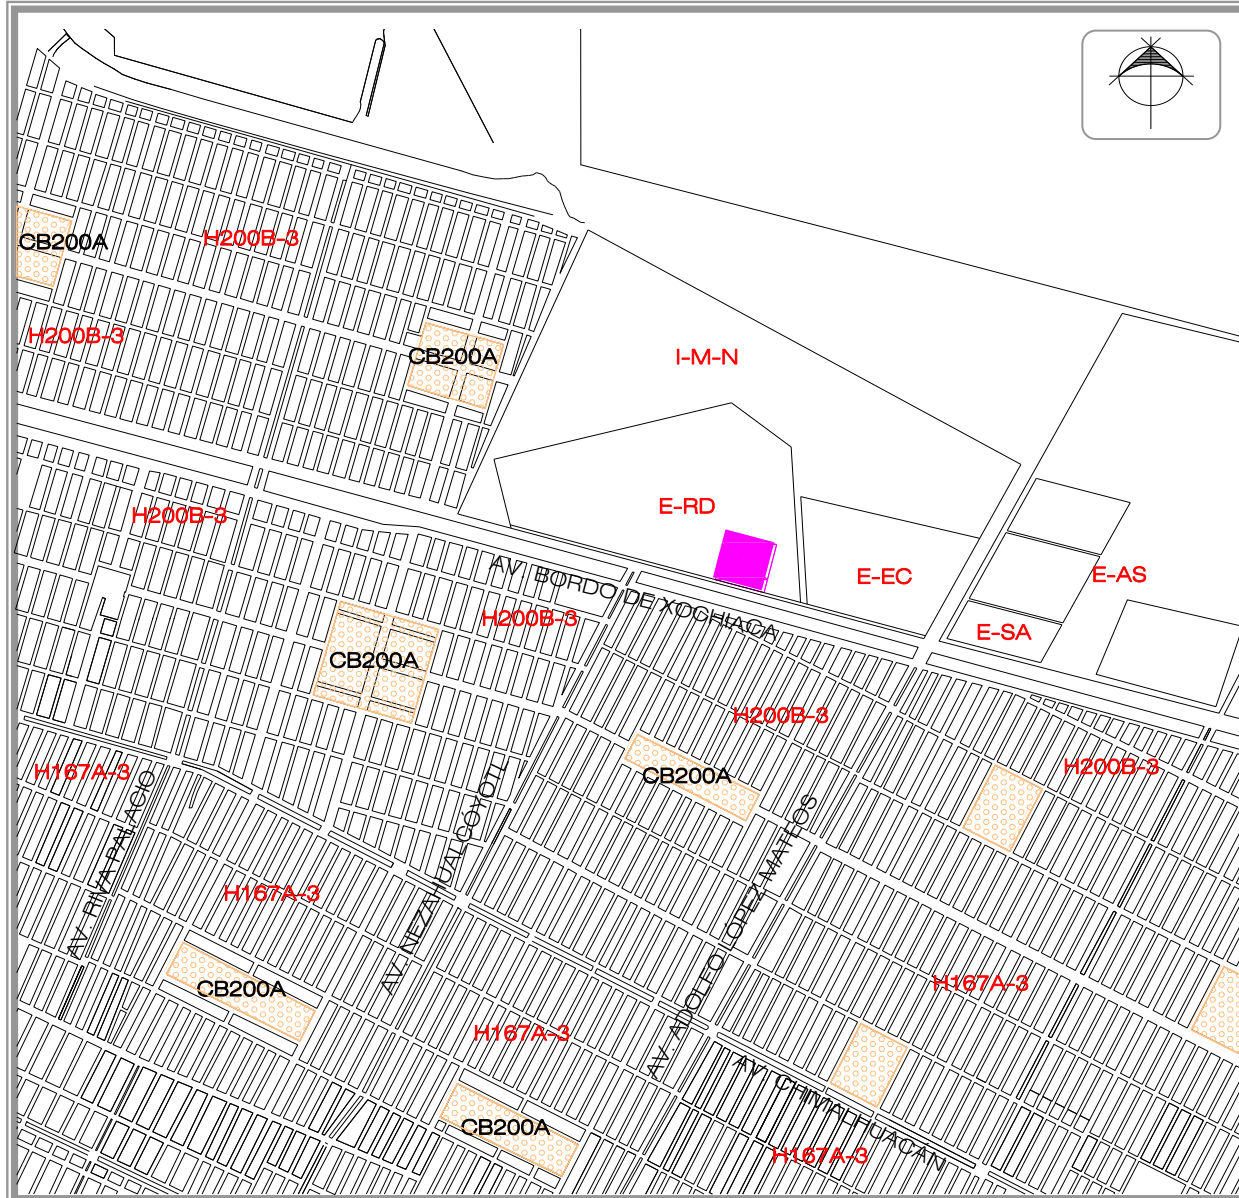 H200B-3
CB200A
H200B-3
CB200A
I-M-N
H200B-3
E-RD
AV. BORDO DE XOCHIACA
E-EC
E-AS
H200B-3
E-SA
CB200A
H200B-3
H167A-3
CB200A
H200B-3
AV. RIVA PALACIO
AV. NEZAHUALCOYOTL
AV. ADOLFO LÓPEZ MATEOS
H167A-3
CB200A
H167A-3
H167A-3
AV. CHIMALHUACÁN
CB200A
H167A-3